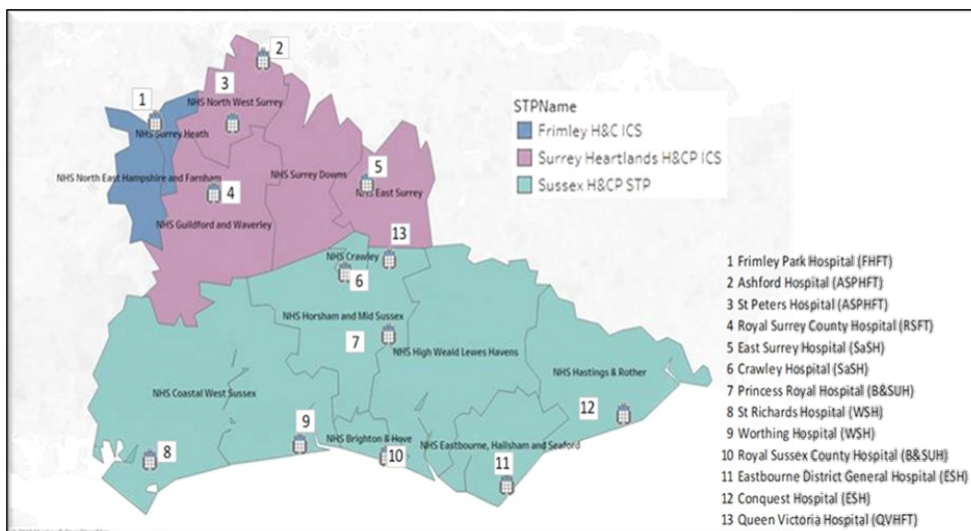 2
3
1
NHS North West Surrey
NHS Surrey Heath
NHS North East Hampshire and Farnham
NHS Surrey Downs
5
NHS East Surrey
4
NHS Guildford and Waverley
13
NHS Crawley
6
NHS Horsham and Mid Sussex
7
NHS High Weald Lewes Havens
NHS Hastings & Rother
NHS Coastal West Sussex
12
9
NHS Brighton & Hove
NHS Eastbourne, Hailsham and Seaford
8
10
11
STPName
Frimley H&C ICS
Surrey Heartlands H&CP ICS
Sussex H&CP STP
1 Frimley Park Hospital (FHFT)
2 Ashford Hospital (ASPHFT)
3 St Peters Hospital (ASPHFT)
4 Royal Surrey County Hospital (RSFT)
5 East Surrey Hospital (SaSH)
6 Crawley Hospital (SaSH)
7 Princess Royal Hospital (B&SUH)
8 St Richards Hospital (WSH)
9 Worthing Hospital (WSH)
10 Royal Sussex County Hospital (B&SUH)
11 Eastbourne District General Hospital (ESH)
12 Conquest Hospital (ESH)
13 Queen Victoria Hospital (QVHFT)